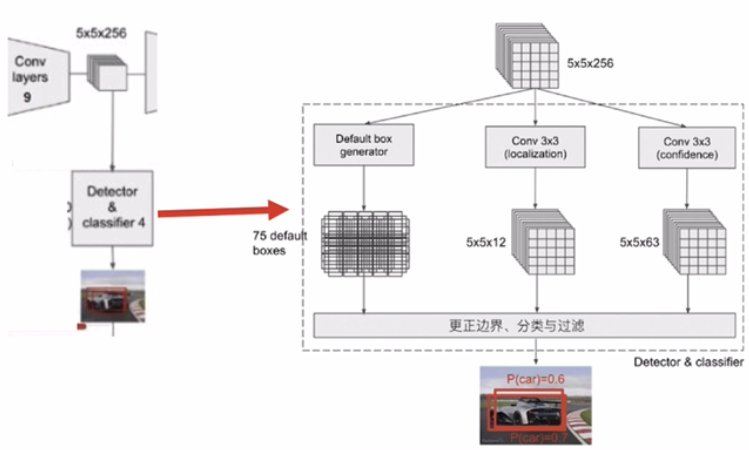 5x5x256
Conv
layers
9
Detector
&
classifier 4
5x5x256
Default box
generator
Conv 3x3
(localization)
Conv 3x3
(confidence)
75 default
boxes
5x5x12
5x5x63
更正边界、分类与过滤
Detector & classifier
P(car)=0.6
P(car)=0.7